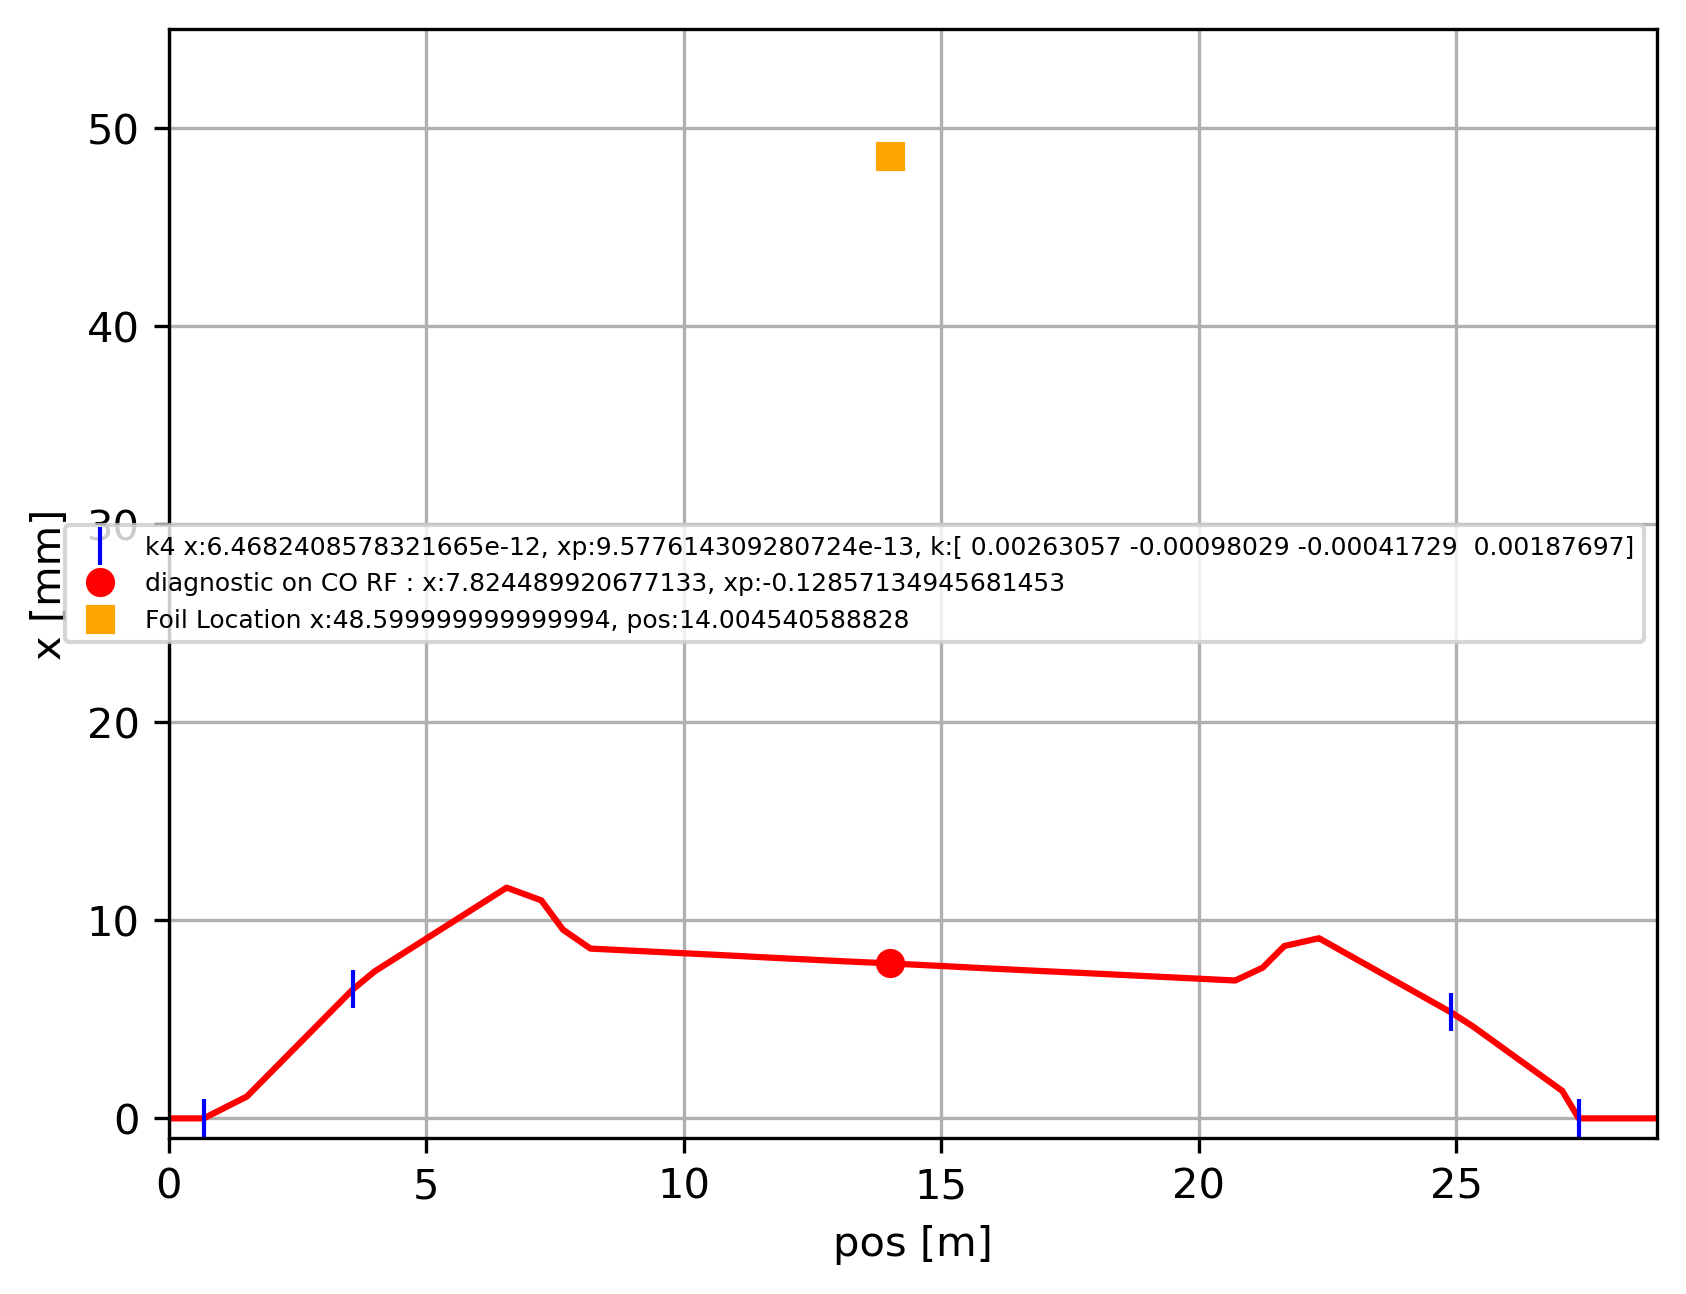 50
40
30
20
10
0
x [mm]
k4 x:6.4682408578321665e-12, xp:9.577614309280724e-13, k:[ 0.00263057 -0.00098029 -0.00041729  0.00187697]
diagnostic on CO RF : x:7.824489920677133, xp:-0.12857134945681453
Foil Location x:48.599999999999994, pos:14.004540588828
0 5 10 15 20 25
pos [m]